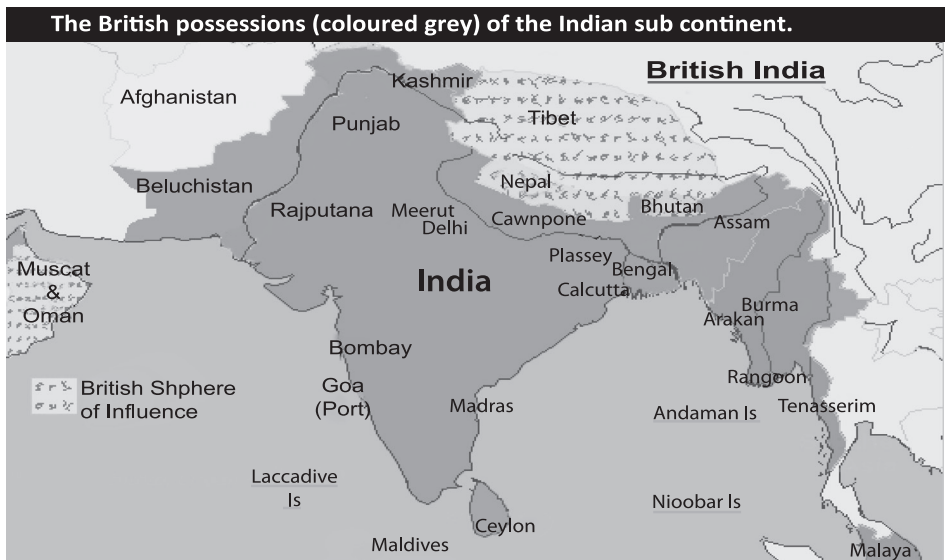 The British possessions (coloured grey) of the Indian sub continent.
British India
Kashmir
Afghanistan
Tibet
Punjab
Nepal
Beluchistan
Bhutan
Rajputana
Meerut
Delhi
Cawnpone
Assam
Plassey
Bengal
Muscat
&
Oman
India
Calcutta
Burma
Arakan
Bombay
Rangoon
British Shphere
of Influence
Goa
(Port)
Madras
Andaman Is
Tenasserim
Laccadive
Is
Nioobar Is
Ceylon
Maldives
Malaya